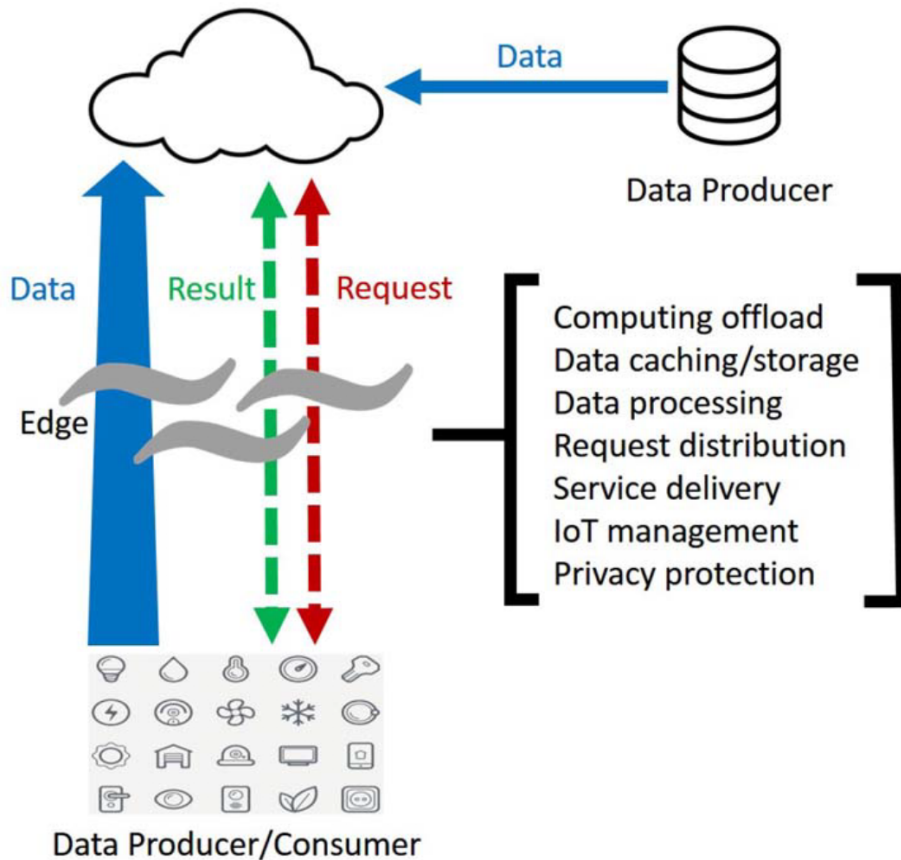 Data
Data Producer
Data
Result
Request
Edge
Computing offload
Data caching/storage
Data processing
Request distribution
Service delivery
IoT management
Privacy protection
Data Producer/Consumer